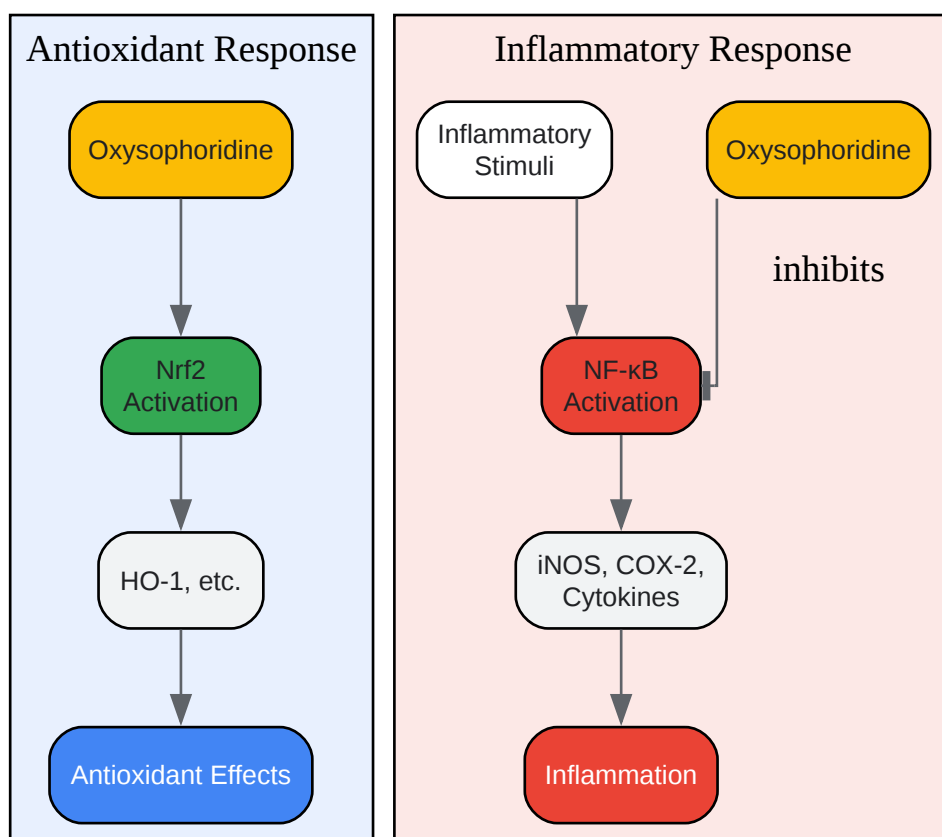 Antioxidant Response
Oxysophoridine
Nrf2
Activation
HO-1, etc.
Antioxidant Effects
Inflammatory Response
Inflammatory
Stimuli
Oxysophoridine
inhibits
NF-κB
Activation
iNOS, COX-2,
Cytokines
Inflammation